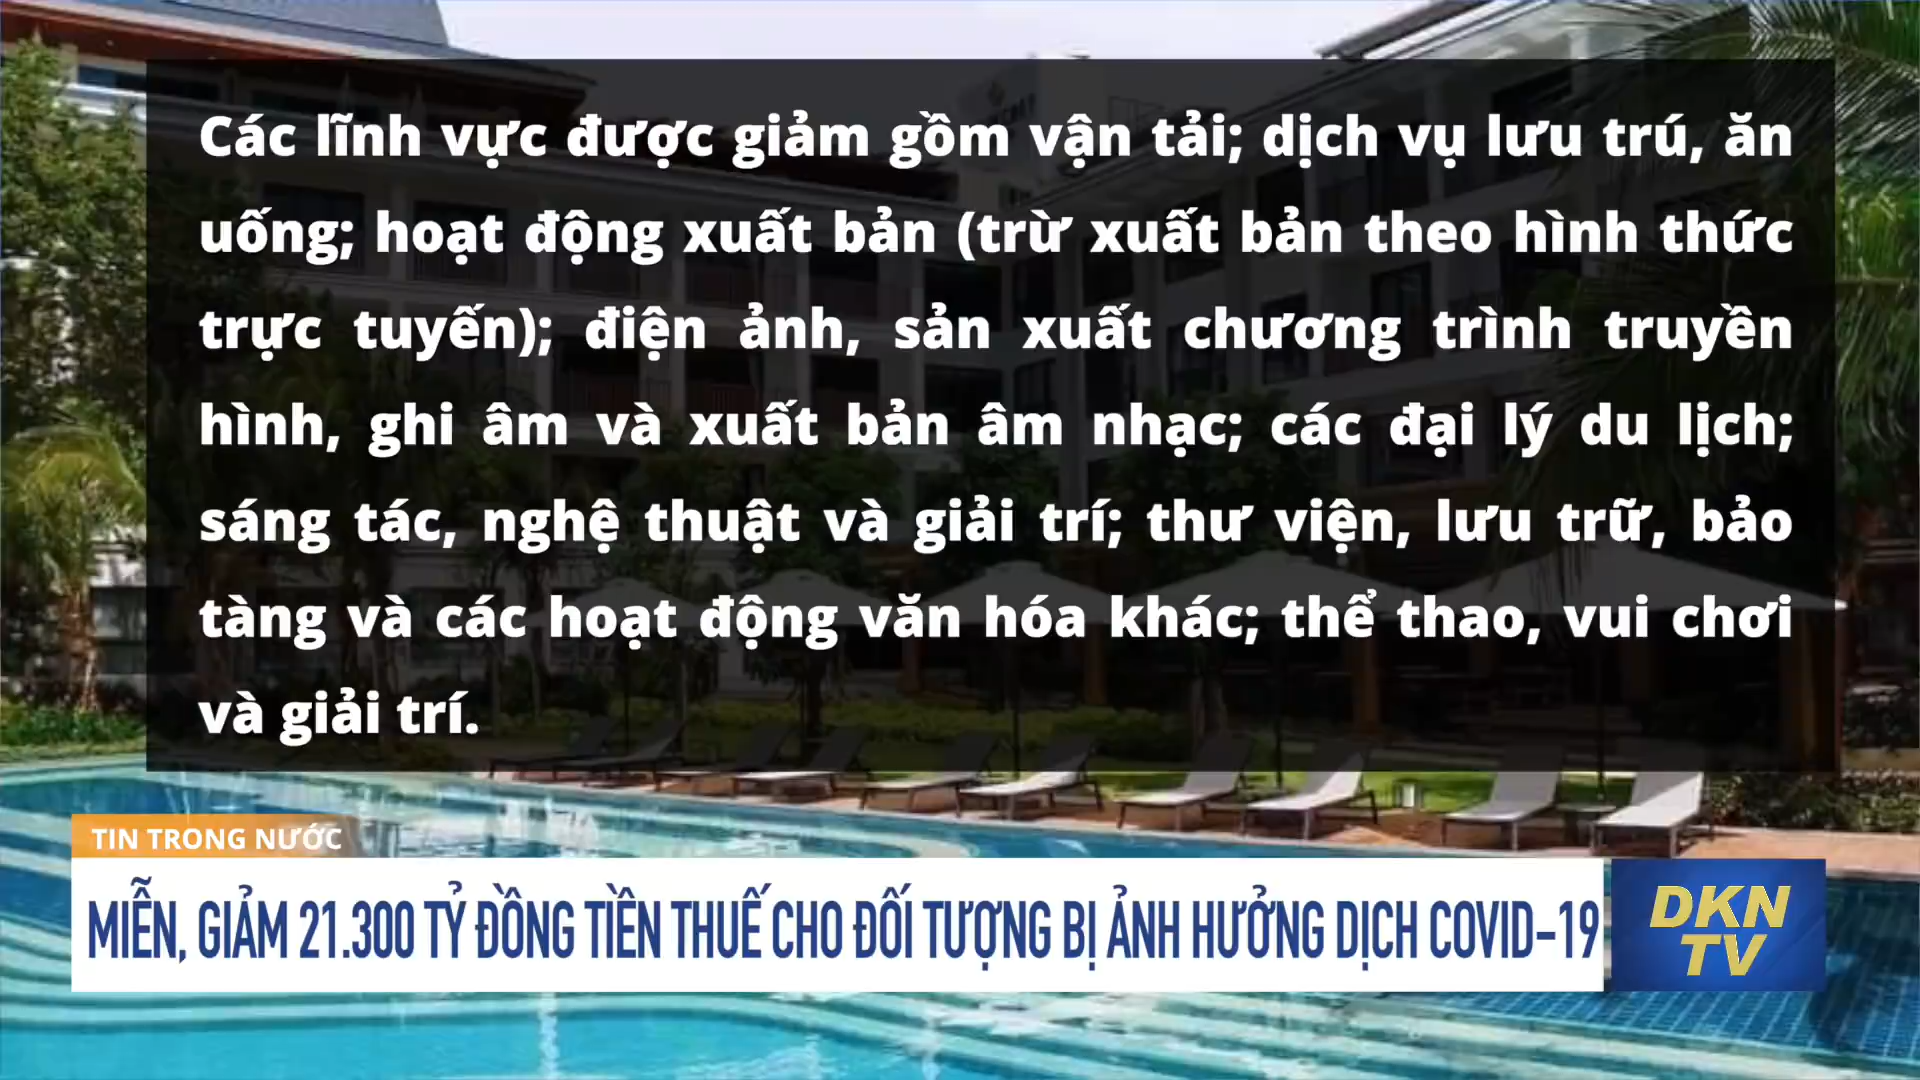 Các lĩnh vực được giảm gồm vận tải; dịch vụ lưu trú, ăn
uống; hoạt động xuất bản (trừ xuất bản theo hình thức
trực tuyến); điện ảnh, sản xuất chương trình truyền
hình, ghi âm và xuất bản âm nhạc; các đại lý du lịch;
sáng tác, nghệ thuật và giải trí; thư viện, lưu trữ, bảo
tàng và các hoạt động văn hóa khác; thể thao, vui chơi
và giải trí.
TIN TRONG NƯỚC
MIỄN, GIẢM 21.300 TỶ ĐỒNG TIỀN THUẾ CHO ĐỐI TƯỢNG BỊ ẢNH HƯỞNG DỊCH COVID-19
DKN
TV